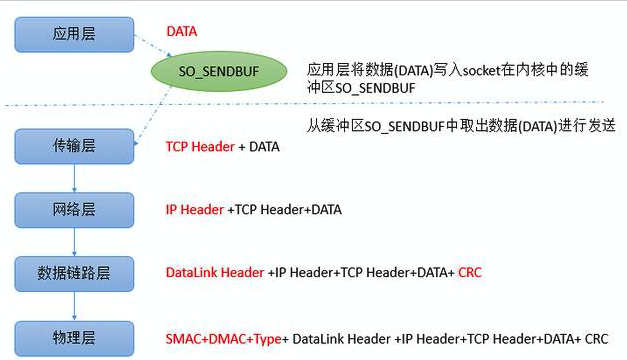 应用层
DATA
SO_SENDBUF
应用层将数据(DATA)写入socket在内核中的缓
冲区SO_SENDBUF
从缓冲区SO_SENDBUF中取出数据(DATA)进行发送
传输层
TCP Header + DATA
网络层
IP Header +TCP Header+DATA
数据链路层
DataLink Header +IP Header+TCP Header+DATA+ CRC
物理层
SMAC+DMAC+Type+ DataLink Header +IP Header+TCP Header+DATA+ CRC